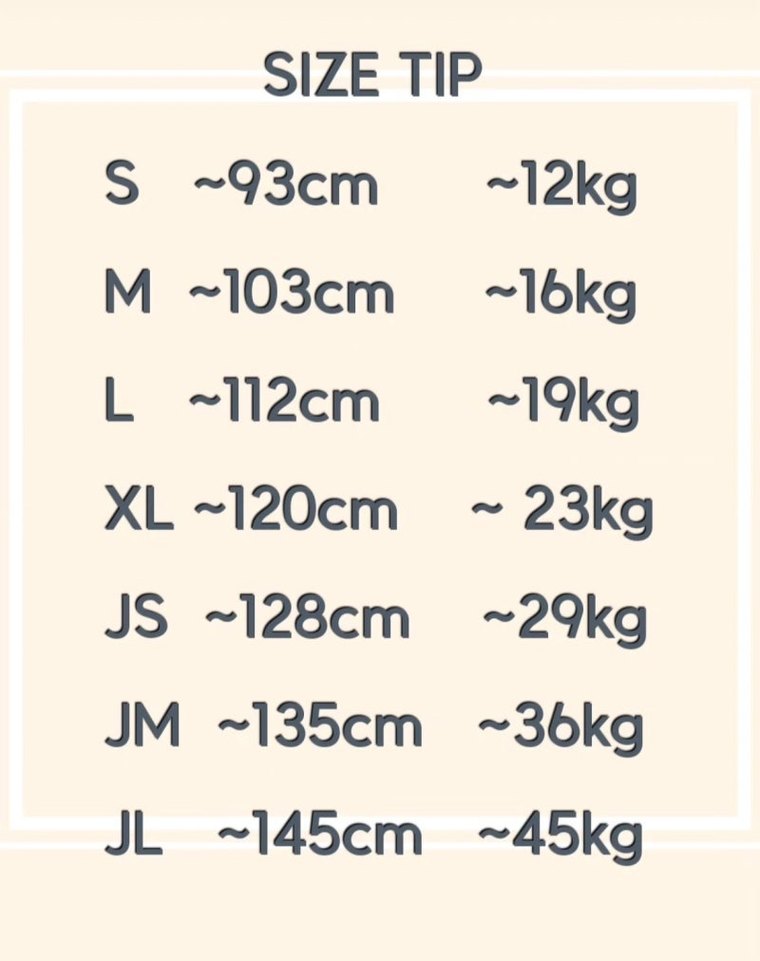 SIZE TIP
S ~93cm ~12kg
M ~103cm ~16kg
L ~112cm ~19kg
XL ~120cm ~ 23kg
JS ~128cm ~29kg
JM ~135cm ~36kg
JL ~145cm ~45kg